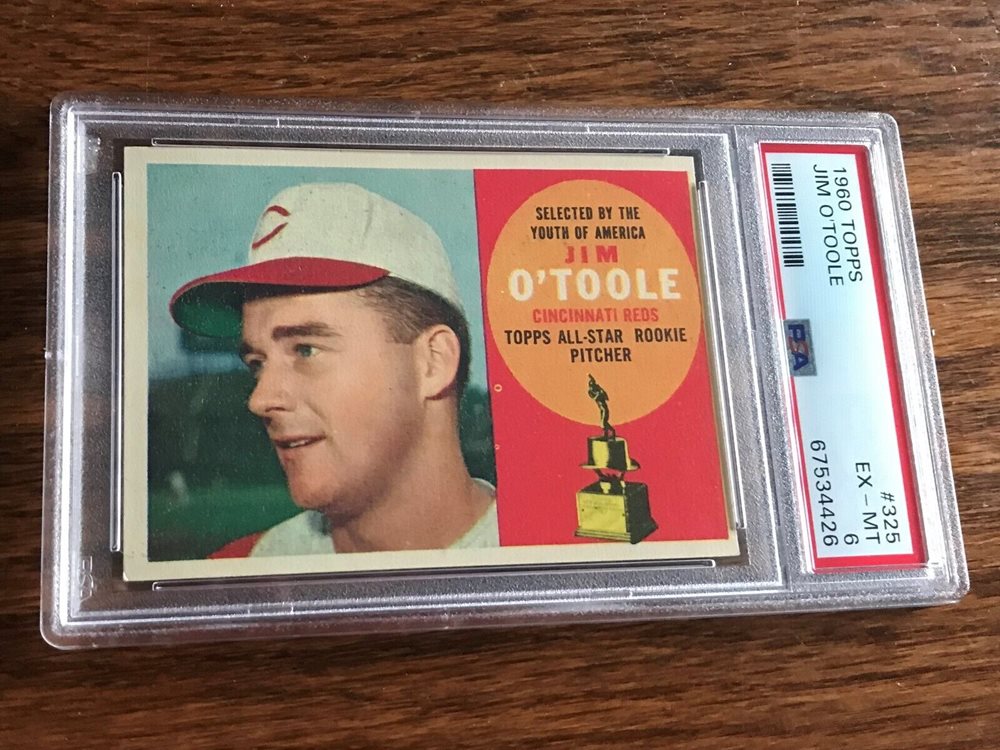 SELECTED BY THE
YOUTH OF AMERICA
JIM
O'TOOLE
CINCINNATI REDS
TOPPS ALL-STAR ROOKIE
PITCHER
1960 TOPPS
JIM O'TOOLE
#325
EX - MT
6
67534426
PSA
C